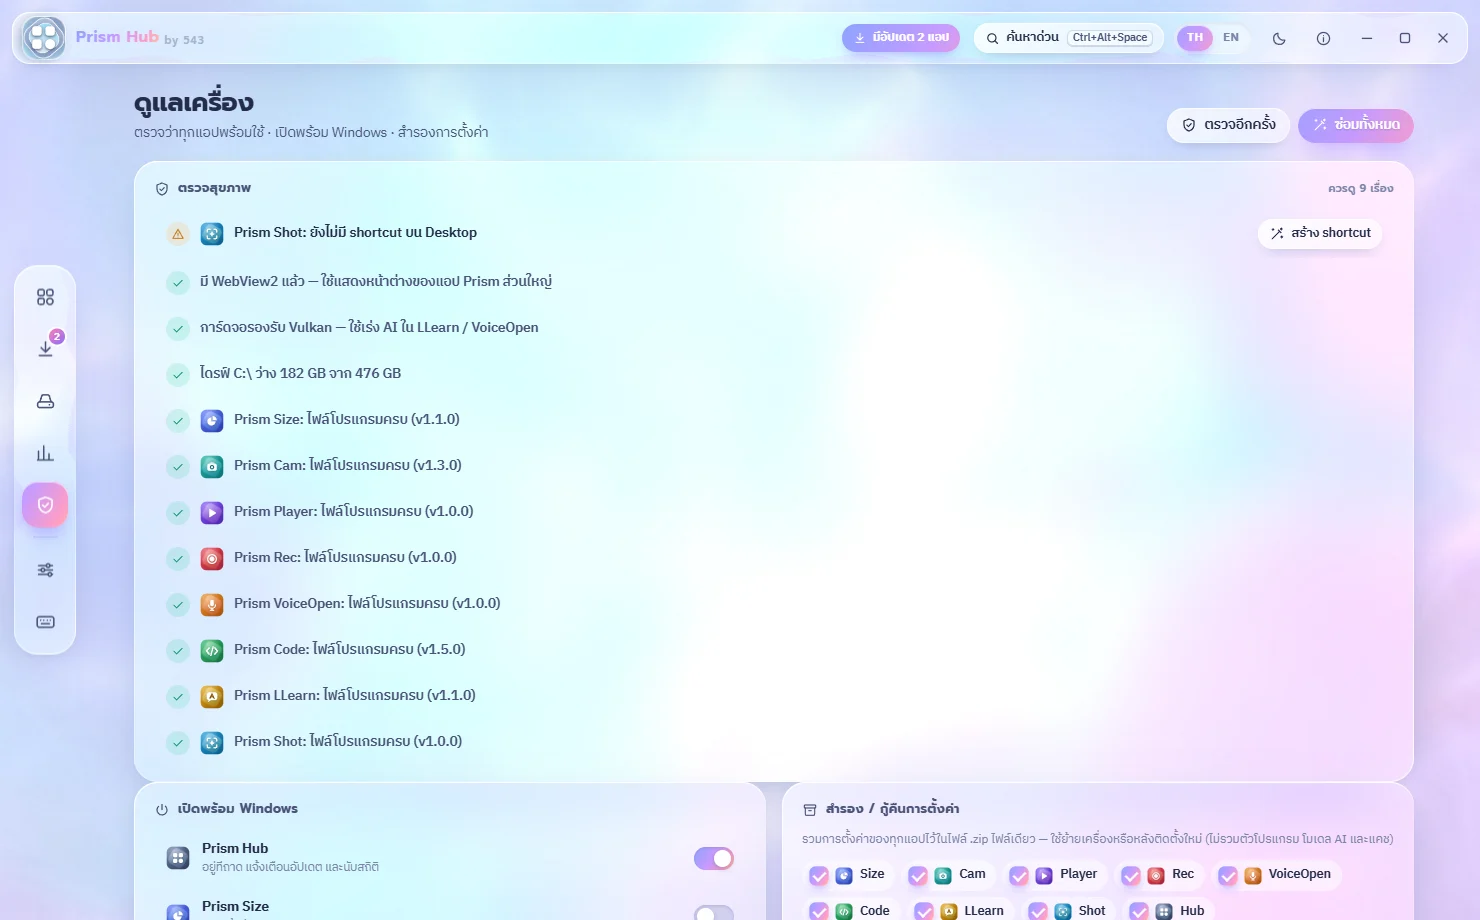 Prism Hub by 543
มีอัปเดต 2 แอป
ค้นหาด่วน Ctrl+Alt+Space
TH EN
ดูแลเครื่อง
ตรวจว่าทุกแอปพร้อมใช้ · เปิดพร้อม Windows · สำรองการตั้งค่า
ตรวจอีกครั้ง
ซ่อมทั้งหมด
ตรวจสุขภาพ
ควรดู 9 เรื่อง
Prism Shot: ยังไม่มี shortcut บน Desktop
สร้าง shortcut
มี WebView2 แล้ว — ใช้แสดงหน้าต่างของแอป Prism ส่วนใหญ่
การ์ดจอรองรับ Vulkan — ใช้เร่ง AI ใน LLearn / VoiceOpen
ไดรฟ์ C:\ ว่าง 182 GB จาก 476 GB
Prism Size: ไฟล์โปรแกรมครบ (v1.1.0)
Prism Cam: ไฟล์โปรแกรมครบ (v1.3.0)
Prism Player: ไฟล์โปรแกรมครบ (v1.0.0)
Prism Rec: ไฟล์โปรแกรมครบ (v1.0.0)
Prism VoiceOpen: ไฟล์โปรแกรมครบ (v1.0.0)
Prism Code: ไฟล์โปรแกรมครบ (v1.5.0)
Prism LLearn: ไฟล์โปรแกรมครบ (v1.1.0)
Prism Shot: ไฟล์โปรแกรมครบ (v1.0.0)
2
เปิดพร้อม Windows
Prism Hub
อยู่ที่ถาด แจ้งเตือนอัปเดต และนับสถิติ
Prism Size
สำรอง / กู้คืนการตั้งค่า
รวมการตั้งค่าของทุกแอปไว้ในไฟล์ .zip ไฟล์เดียว — ใช้ย้ายเครื่องหรือหลังติดตั้งใหม่ (ไม่รวมตัวโปรแกรม โมเดล AI และแคช)
Size Cam Player Rec VoiceOpen
Code LLearn Shot Hub